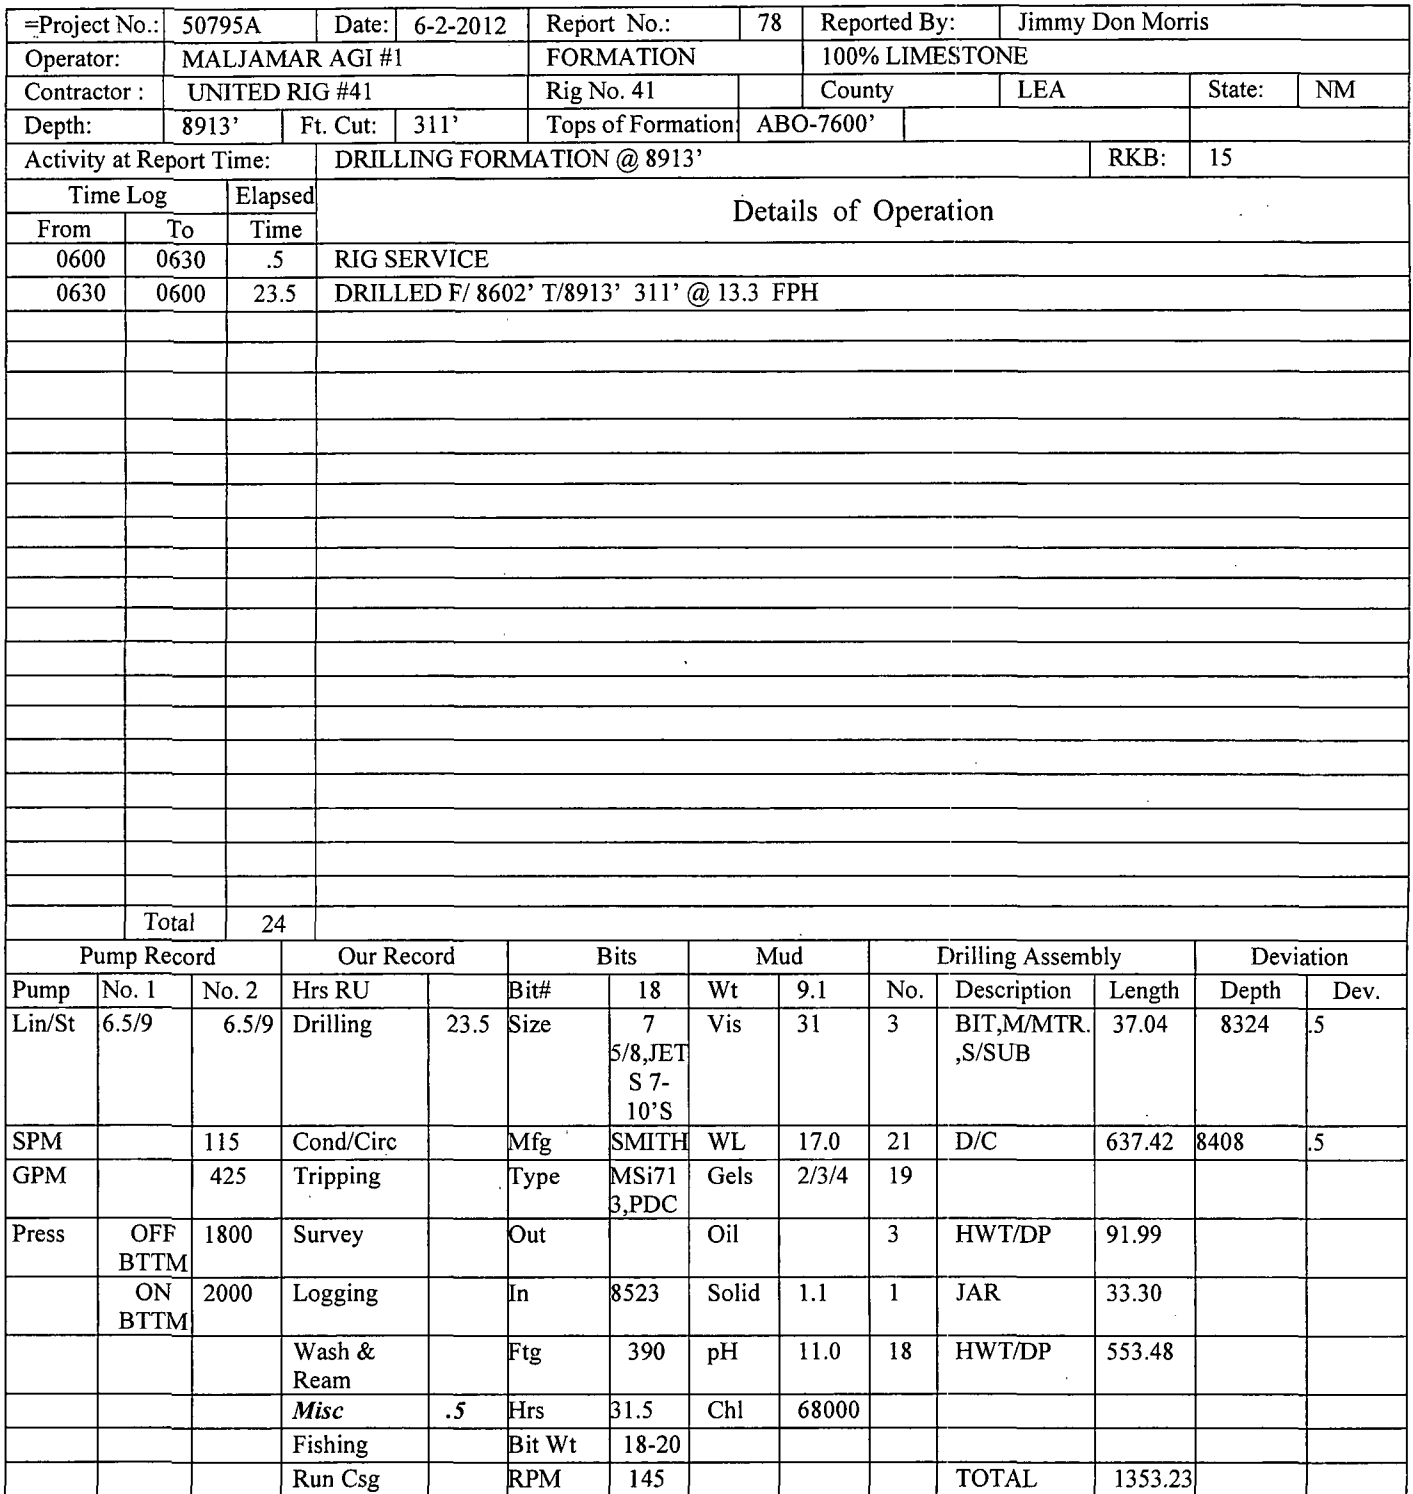 =Project No.: 50795A Date: 6-2-2012 Report No.: 78 Reported By: Jimmy Don Morris
Operator: MALJAMAR AGI #1 FORMATION 100% LIMESTONE
Contractor : UNITED RIG #41 Rig No. 41 County LEA State: NM
Depth: 8913' Ft. Cut: 311' Tops of Formation ABO-7600'
Activity at Report Time: DRILLING FORMATION @ 8913' RKB: 15
Time Log Elapsed Details of Operation
From To Time
0600 0630 .5 RIG SERVICE
0630 0600 23.5 DRILLED F/ 8602' T/8913' 311' @ 13.3 FPH
Total 24
Pump Record Our Record Bits Mud Drilling Assembly Deviation
Pump No. 1 No. 2 Hrs RU Bit# 18 Wt 9.1 No. Description Length Depth Dev.
Lin/St 6.5/9 6.5/9 Drilling 23.5 Size 7 Vis 31 3 BIT,M/MTR. 37.04 8324 .5
5/8,JET ,S/SUB
S 7-
10'S
SPM 115 Cond/Circ Mfg SMITH WL 17.0 21 D/C 637.42 8408 .5
GPM 425 Tripping Type MSi71 Gels 2/3/4 19
3,PDC
Press OFF 1800 Survey Out Oil 3 HWT/DP 91.99
BTTM
ON 2000 Logging In 8523 Solid 1.1 1 JAR 33.30
BTTM
Wash & Ftg 390 pH 11.0 18 HWT/DP 553.48
Ream
Misc .5 Hrs 31.5 Chl 68000
Fishing Bit Wt 18-20
Run Csg RPM 145 TOTAL 1353.23